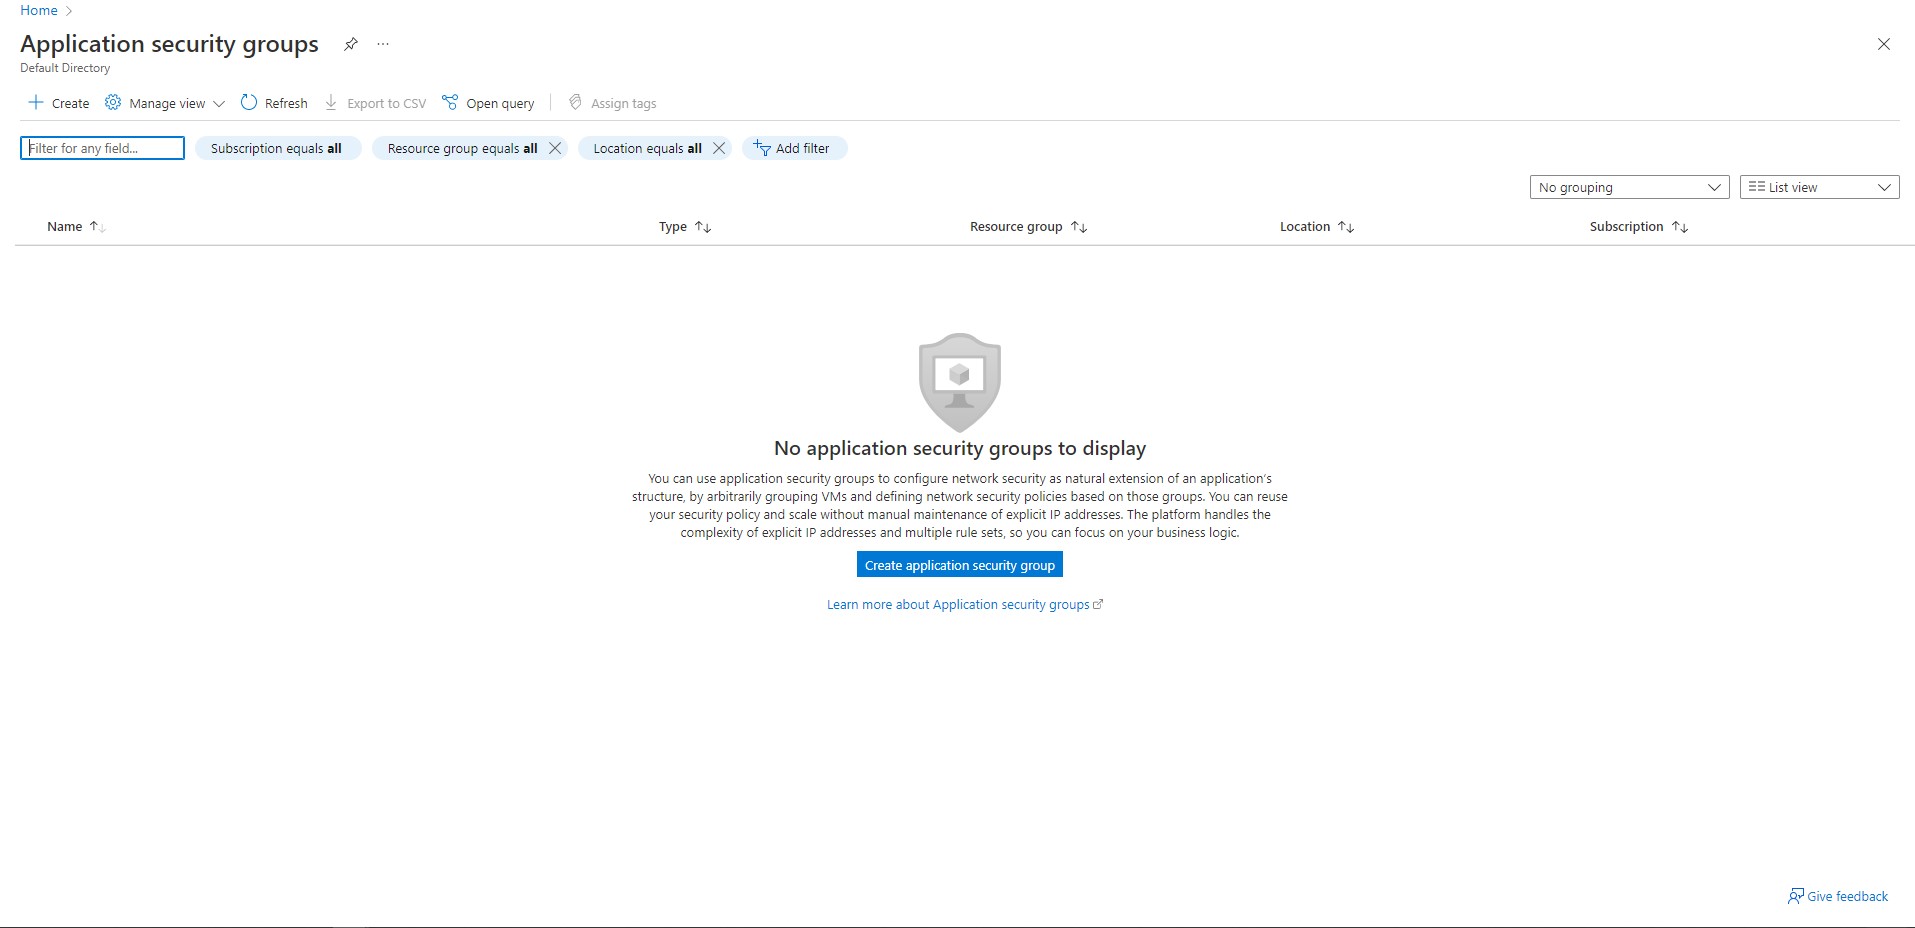 Home
Application security groups
Default Directory
Create Manage view Refresh Export to CSV Open query Assign tags
Filter for any field... Subscription equals all Resource group equals all Location equals all Add filter
No grouping List view
Name Type Resource group Location Subscription
No application security groups to display
You can use application security groups to configure network security as natural extension of an application's
structure, by arbitrarily grouping VMs and defining network security policies based on those groups. You can reuse
your security policy and scale without manual maintenance of explicit IP addresses. The platform handles the
complexity of explicit IP addresses and multiple rule sets, so you can focus on your business logic.
Create application security group
Learn more about Application security groups
Give feedback